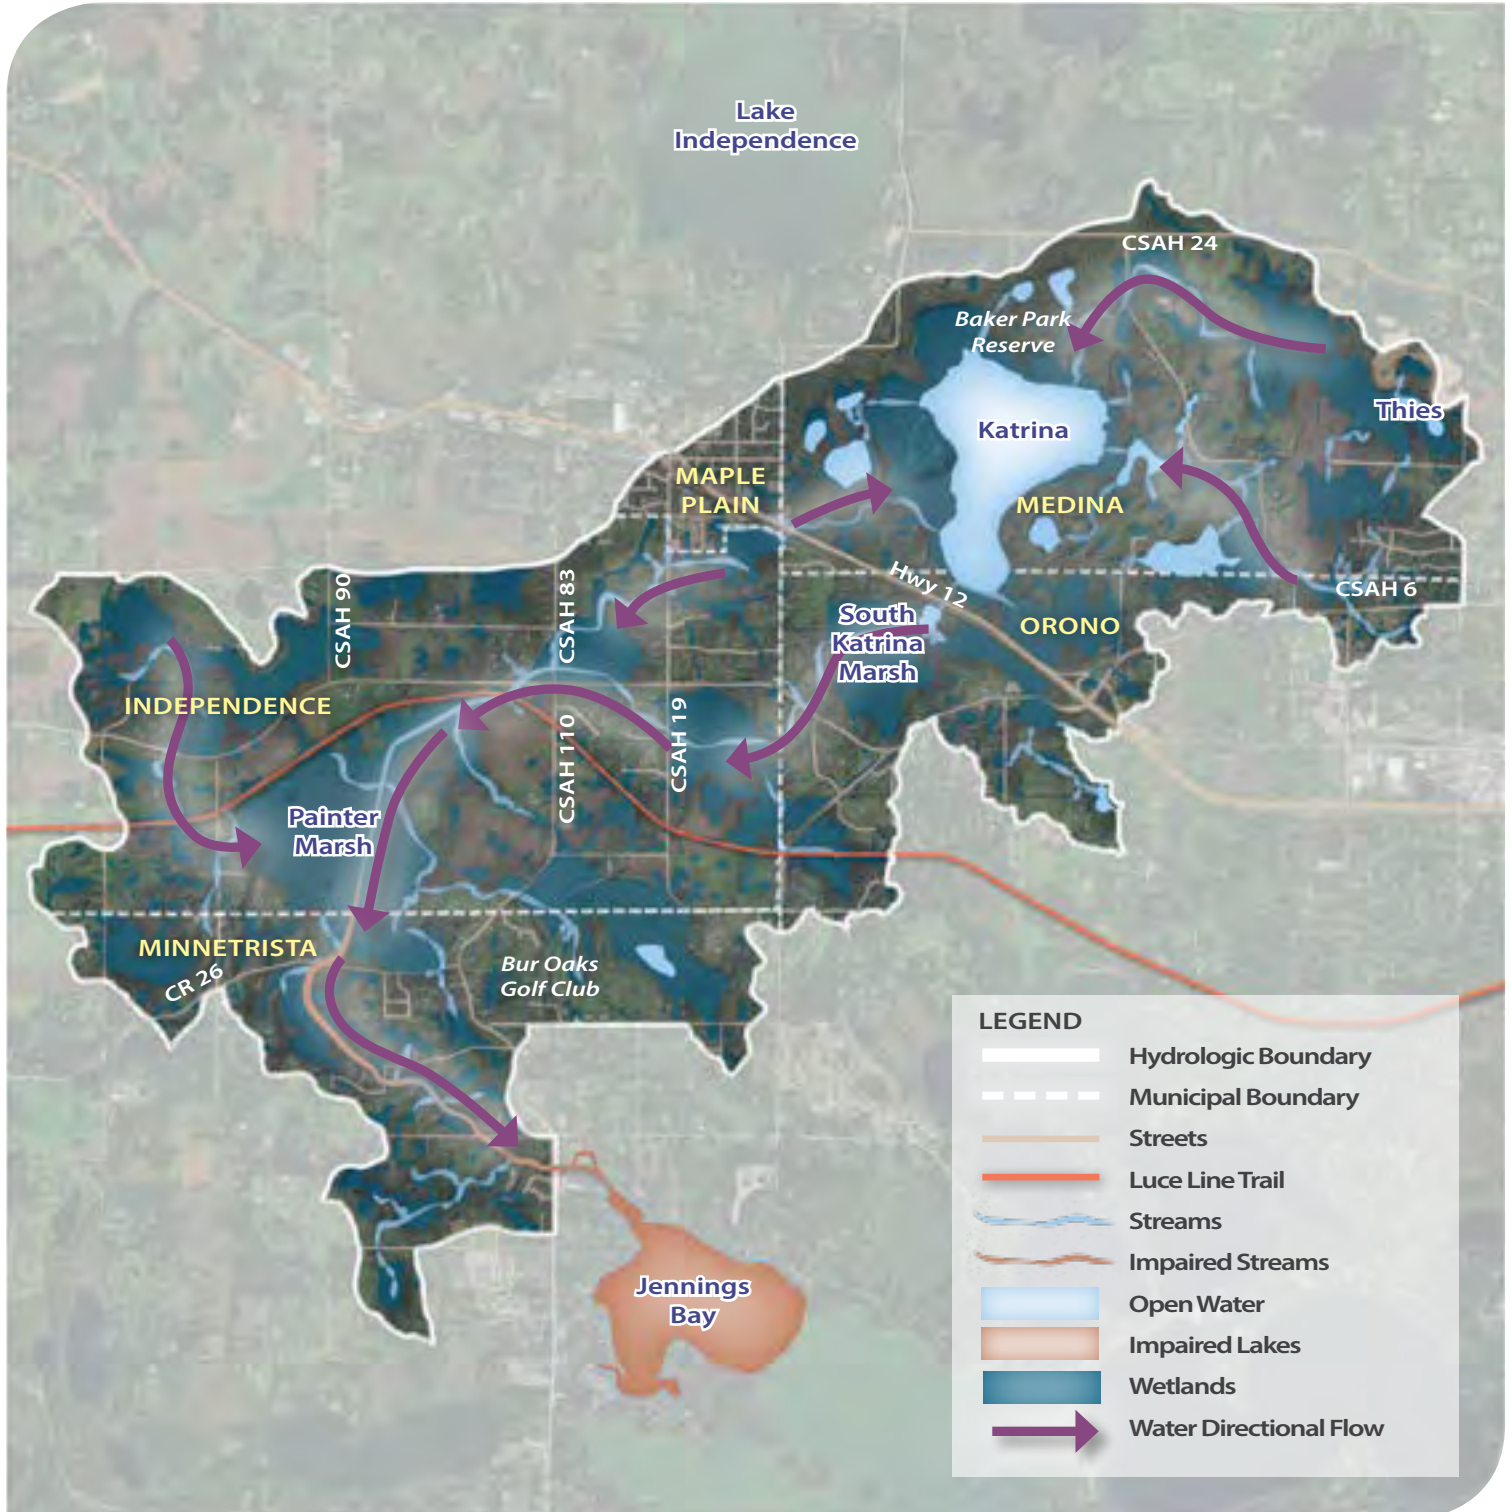 Lake
Independence
CSAH 24
Baker Park
Reserve
Thies
Katrina
MAPLE
PLAIN
MEDINA
Hwy 12
CSAH 6
CSAH 90
CSAH 83
South
Katrina
Marsh
ORONO
INDEPENDENCE
CSAH 19
CSAH 110
Painter
Marsh
MINNETRISTA
CR 26
Bur Oaks
Golf Club
Jennings
Bay
LEGEND
Hydrologic Boundary
Municipal Boundary
Streets
Luce Line Trail
Streams
Impaired Streams
Open Water
Impaired Lakes
Wetlands
Water Directional Flow